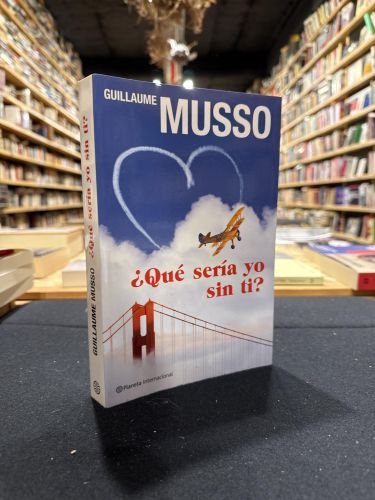 GUILLAUME
MUSSO
¿Qué sería yo
sin ti?
Planeta Internacional
GUILLAUME MUSSO ¿Qué sería yo sin ti?